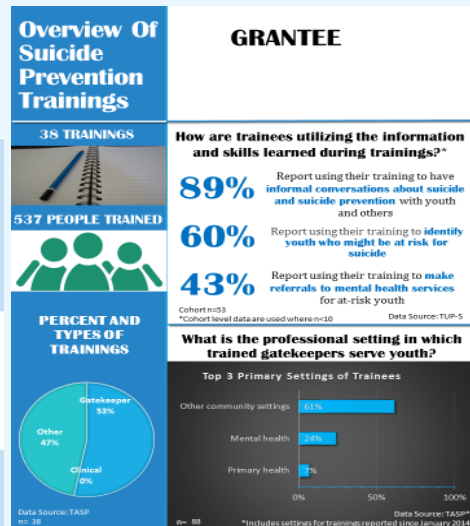 Overview Of
Suicide
Prevention
Trainings
GRANTEE
38 TRAININGS
537 PEOPLE TRAINED
PERCENT AND
TYPES OF
TRAININGS
Gatekeeper
53%
Other
47%
Clinical
0%
Data Source: TASP
n= 38
How are trainees utilizing the information
and skills learned during trainings?*
89%
Report using their training to have
informal conversations about suicide
and suicide prevention with youth
and others
60%
Report using their training to identify
youth who might be at risk for
suicide
43%
Report using their training to make
referrals to mental health services
for at-risk youth
Cohort n=53
*Cohort level data are used where n<10
Data Source: TUP-S
What is the professional setting in which
trained gatekeepers serve youth?
Top 3 Primary Settings of Trainees
Other community settings
61%
Mental health
24%
Primary health
7%
0%
50%
100%
n= 88
Data Source: TASP*
*Includes settings for trainings reported since January 2014